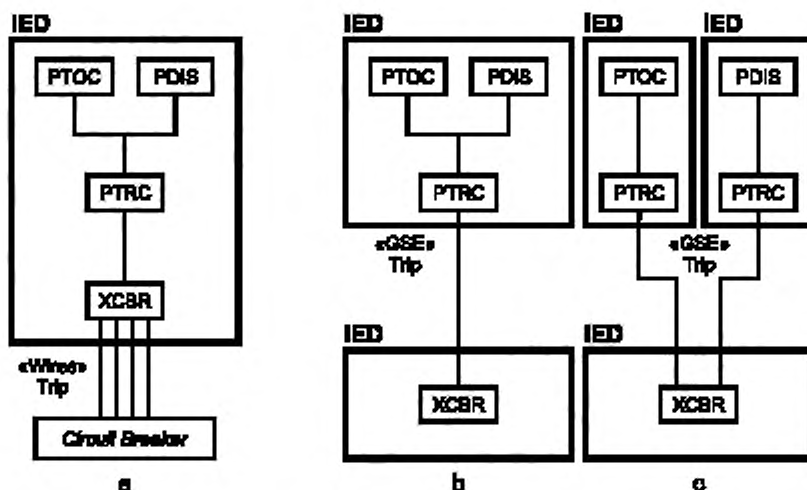 IED
IED
IED
IED
PTOC
PDIS
PTOC
PDIS
PTOC
PDIS
PTRC
PTRC
PTRC
PTRC
«GSE»
Trip
«GSE»
Trip
XCBR
IED
IED
«Wires»
Trip
XCBR
XCBR
Circuit Breaker
a
b
c